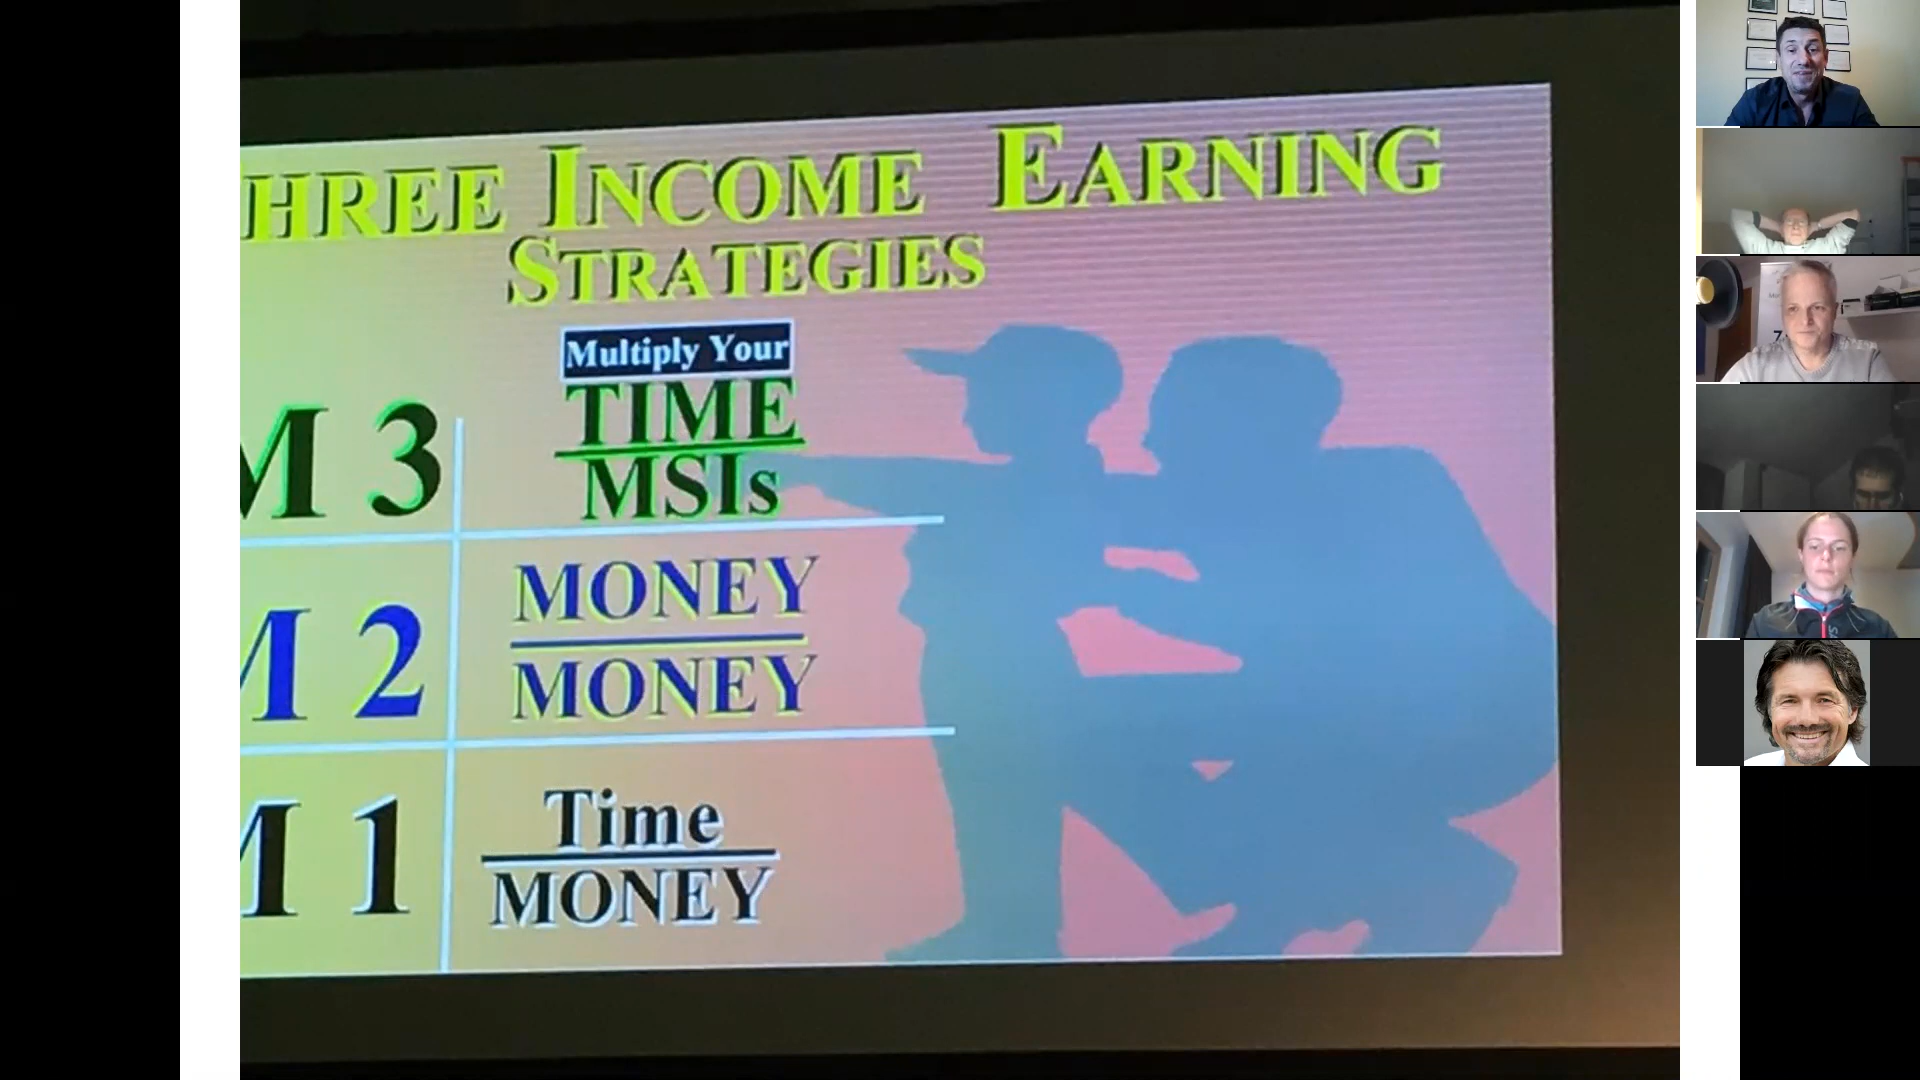 HREE INCOME EARNING
STRATEGIES
M 3
Multiply Your
TIME
MSIs
M 2
MONEY
MONEY
M 1
Time
MONEY